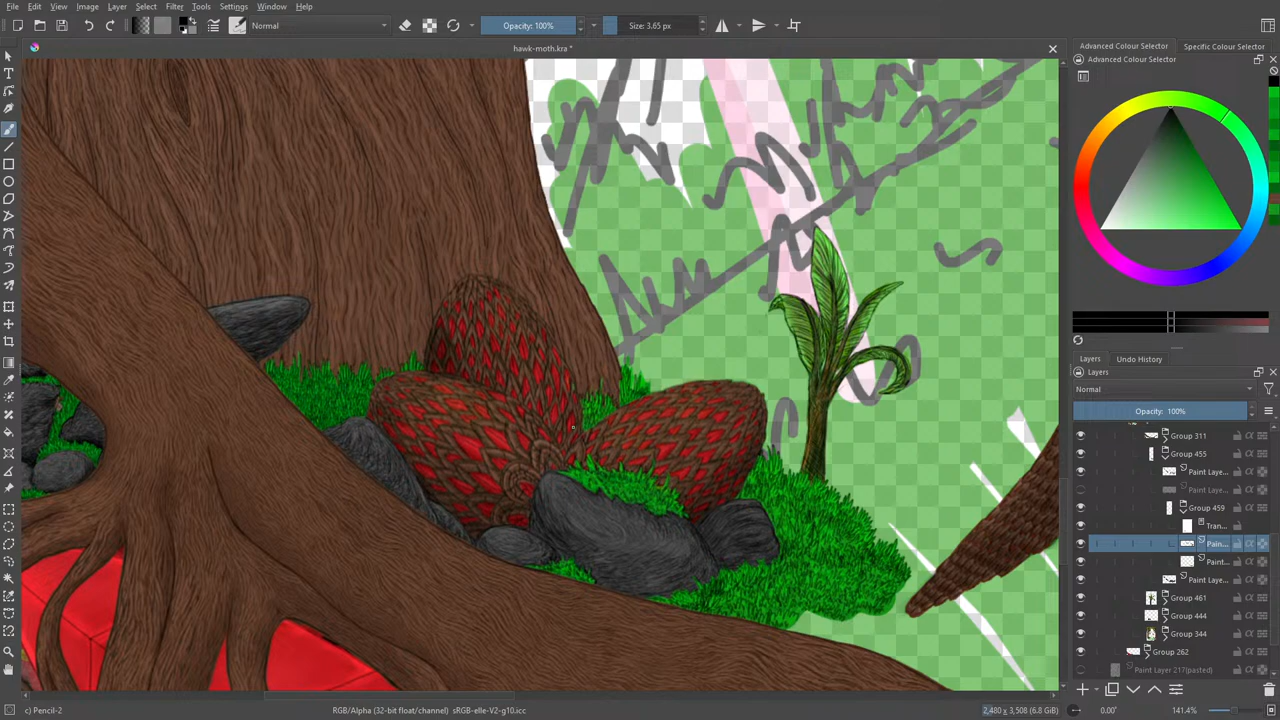 File Edit View Image Layer Select Filter Tools Settings Window Help
Normal Opacity: 100% Size: 3.65 px
hawk-moth.kra *
Advanced Colour Selector Specific Colour Selector
Advanced Colour Selector
Layers Undo History
Layers
Normal
Opacity: 100%
Group 311
Group 455
Paint Laye...
Paint Laye...
Group 459
Tran...
Pain...
Paint...
Paint Laye...
Group 461
Group 444
Group 344
Group 262
Paint Layer 217(pasted)
c) Pencil-2 RGB/Alpha (32-bit float/channel) sRGB-elle-V2-g10.icc 2,480 x 3,508 (6.8 GiB) 0.00° 141.4%